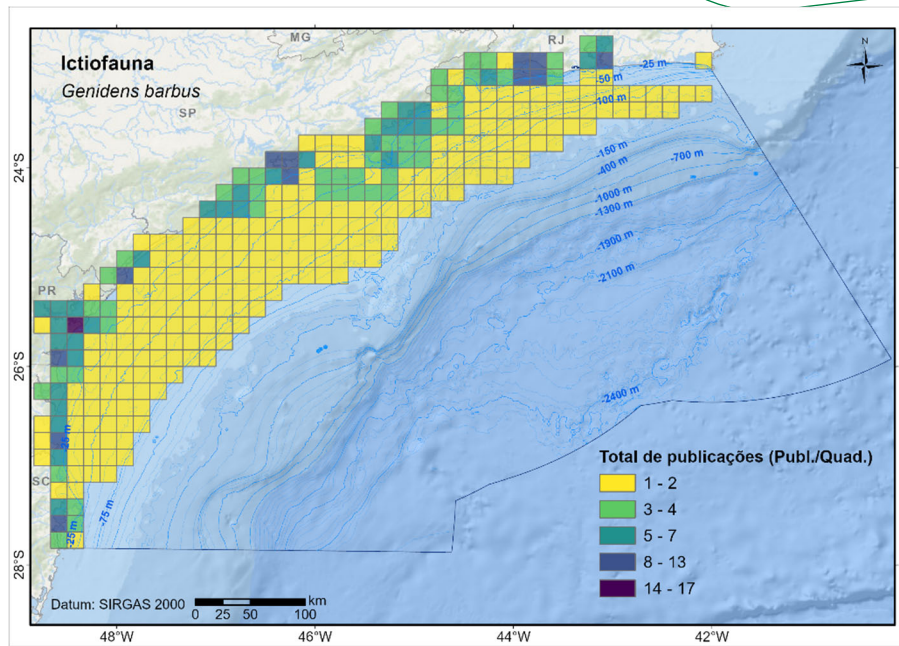 Ictiofauna
Genidens barbus
MG
RJ
SP
PR
SC
N
-25 m
-50 m
-100 m
-150 m
-400 m
-700 m
-1000 m
-1300 m
-1900 m
-2100 m
-2400 m
25 m
-75 m
-25 m
24°S
26°S
28°S
Total de publicações (Publ./Quad.)
1 - 2
3 - 4
5 - 7
8 - 13
14 - 17
Datum: SIRGAS 2000
0 25 50 100 km
48°W 46°W 44°W 42°W